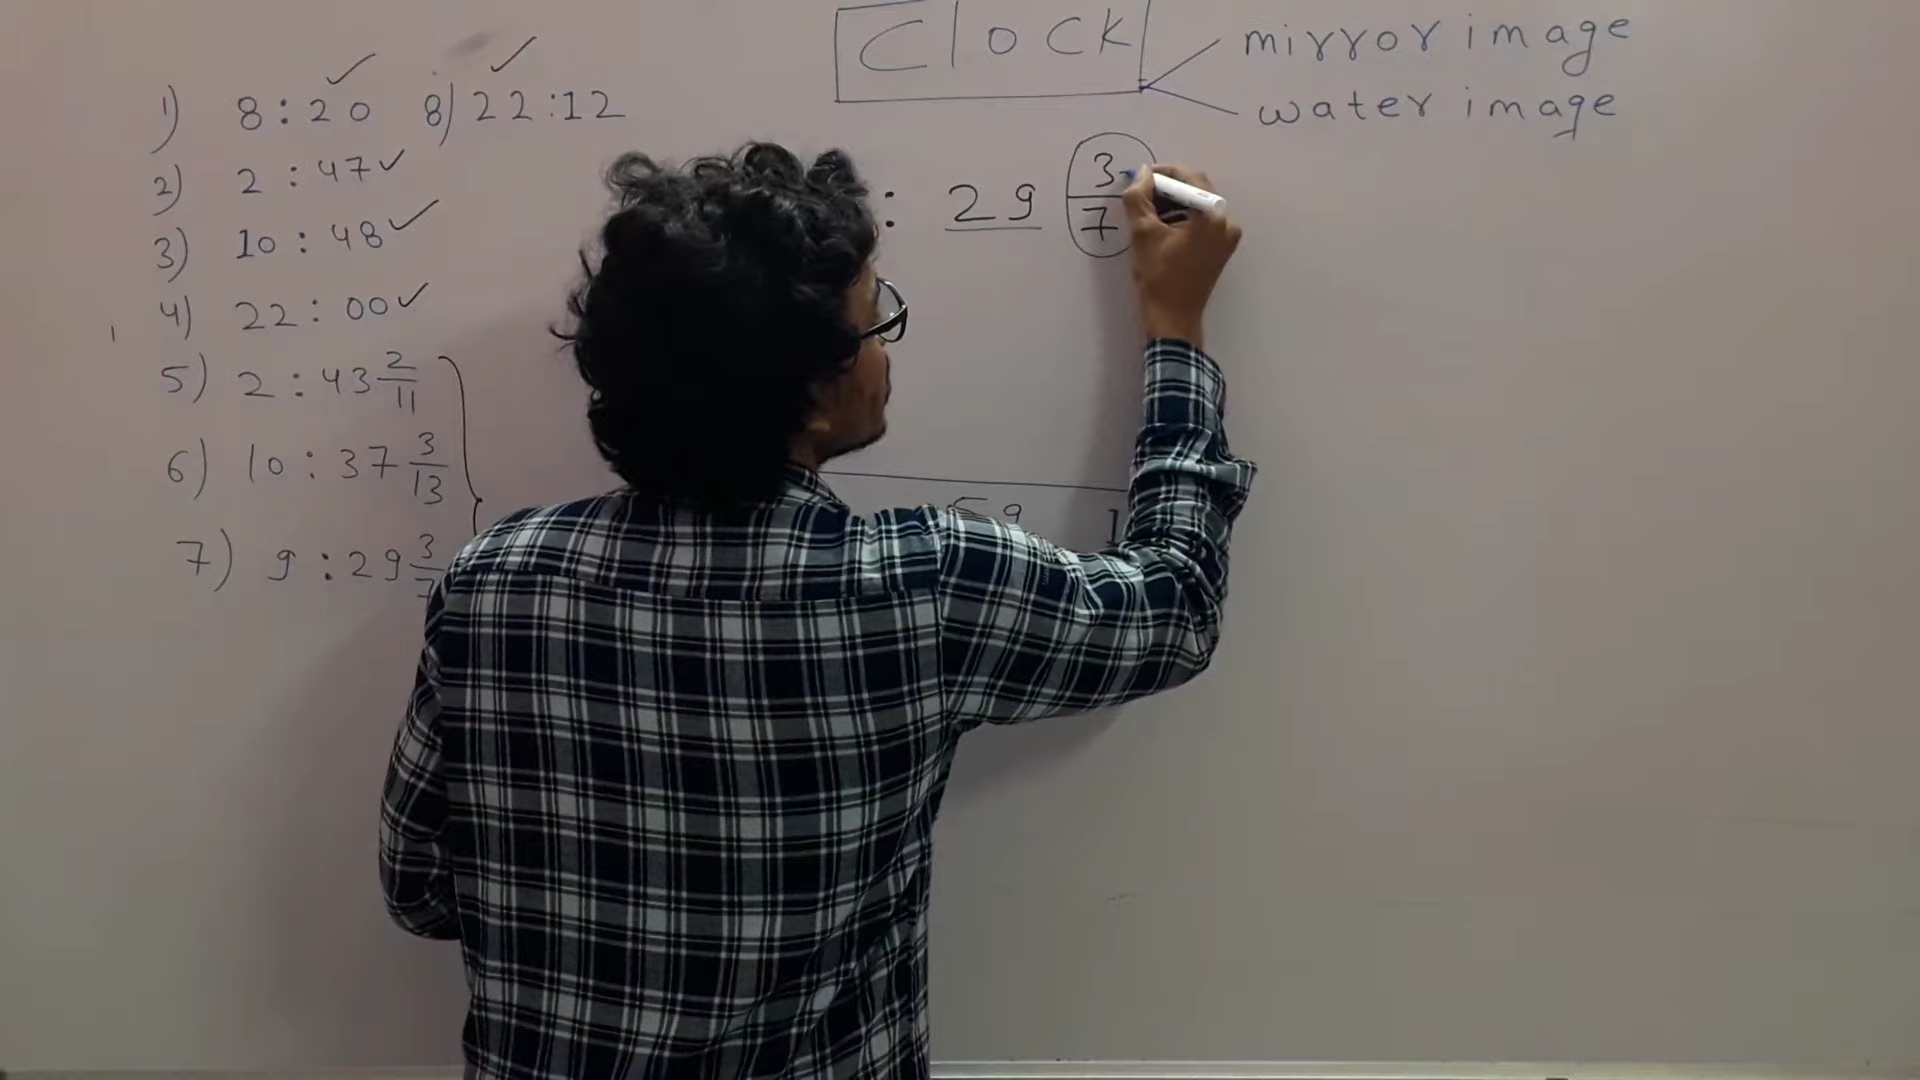 Clock
mirror image
water image
1) 8:20 ✓ 8) 22:12 ✓
2) 2:47 ✓
3) 10:48 ✓
4) 22:00 ✓
5) 2:43 2/11
6) 10:37 3/13
7) 9:29 3/7
: 29 3/7
59 1